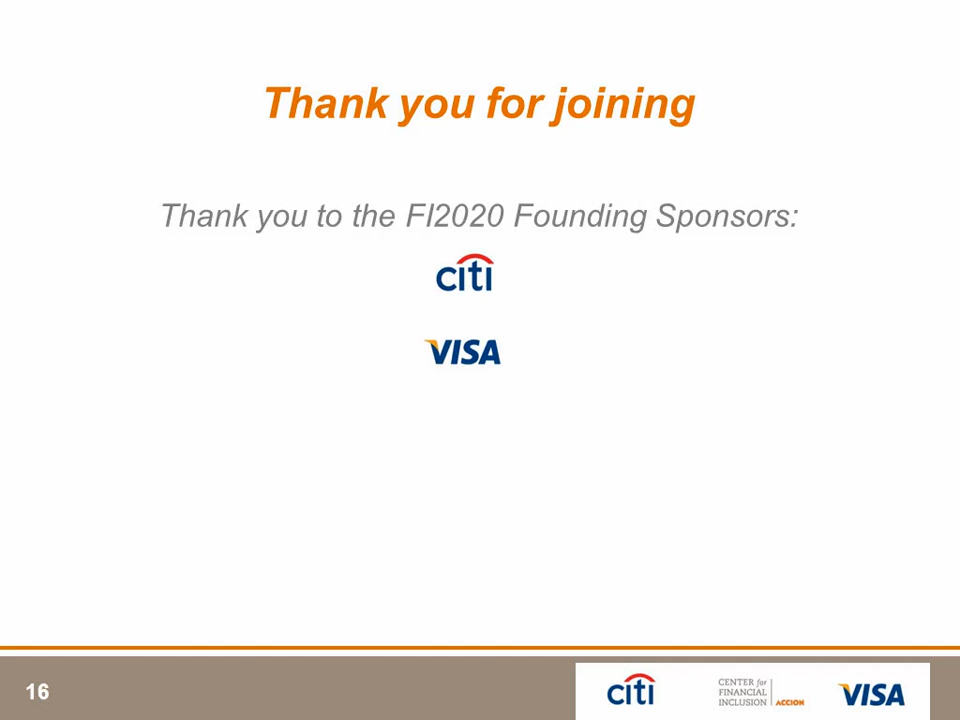 Thank you for joining
Thank you to the FI2020 Founding Sponsors:
citi
VISA
16
citi
CENTER for
FINANCIAL
INCLUSION
ACCION
VISA